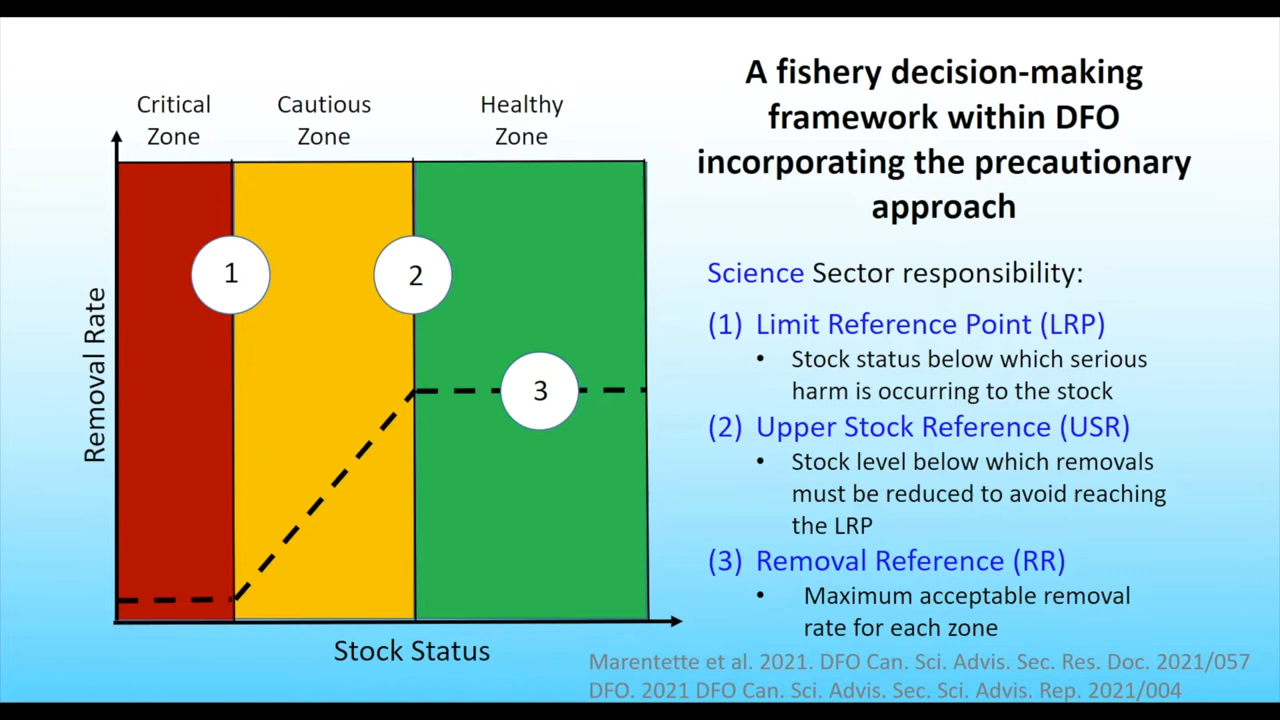 A fishery decision-making
framework within DFO
incorporating the precautionary
approach
Critical
Zone
Cautious
Zone
Healthy
Zone
Removal Rate
1
2
3
Stock Status
Science Sector responsibility:
(1) Limit Reference Point (LRP)
• Stock status below which serious
harm is occurring to the stock
(2) Upper Stock Reference (USR)
• Stock level below which removals
must be reduced to avoid reaching
the LRP
(3) Removal Reference (RR)
• Maximum acceptable removal
rate for each zone
Marentette et al. 2021. DFO Can. Sci. Advis. Sec. Res. Doc. 2021/057
DFO. 2021 DFO Can. Sci. Advis. Sec. Sci. Advis. Rep. 2021/004